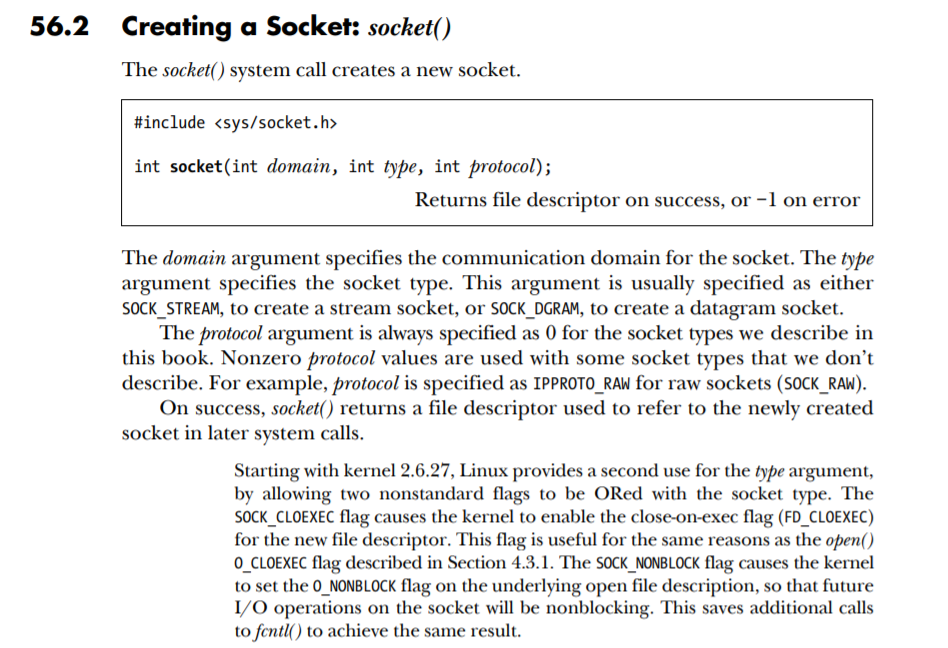 56.2 Creating a Socket: socket()
The socket() system call creates a new socket.
#include <sys/socket.h>
int socket(int domain, int type, int protocol);
Returns file descriptor on success, or −1 on error
The domain argument specifies the communication domain for the socket. The type
argument specifies the socket type. This argument is usually specified as either
SOCK_STREAM, to create a stream socket, or SOCK_DGRAM, to create a datagram socket.
The protocol argument is always specified as 0 for the socket types we describe in
this book. Nonzero protocol values are used with some socket types that we don’t
describe. For example, protocol is specified as IPPROTO_RAW for raw sockets (SOCK_RAW).
On success, socket() returns a file descriptor used to refer to the newly created
socket in later system calls.
Starting with kernel 2.6.27, Linux provides a second use for the type argument,
by allowing two nonstandard flags to be ORed with the socket type. The
SOCK_CLOEXEC flag causes the kernel to enable the close-on-exec flag (FD_CLOEXEC)
for the new file descriptor. This flag is useful for the same reasons as the open()
O_CLOEXEC flag described in Section 4.3.1. The SOCK_NONBLOCK flag causes the kernel
to set the O_NONBLOCK flag on the underlying open file description, so that future
I/O operations on the socket will be nonblocking. This saves additional calls
to fcntl() to achieve the same result.